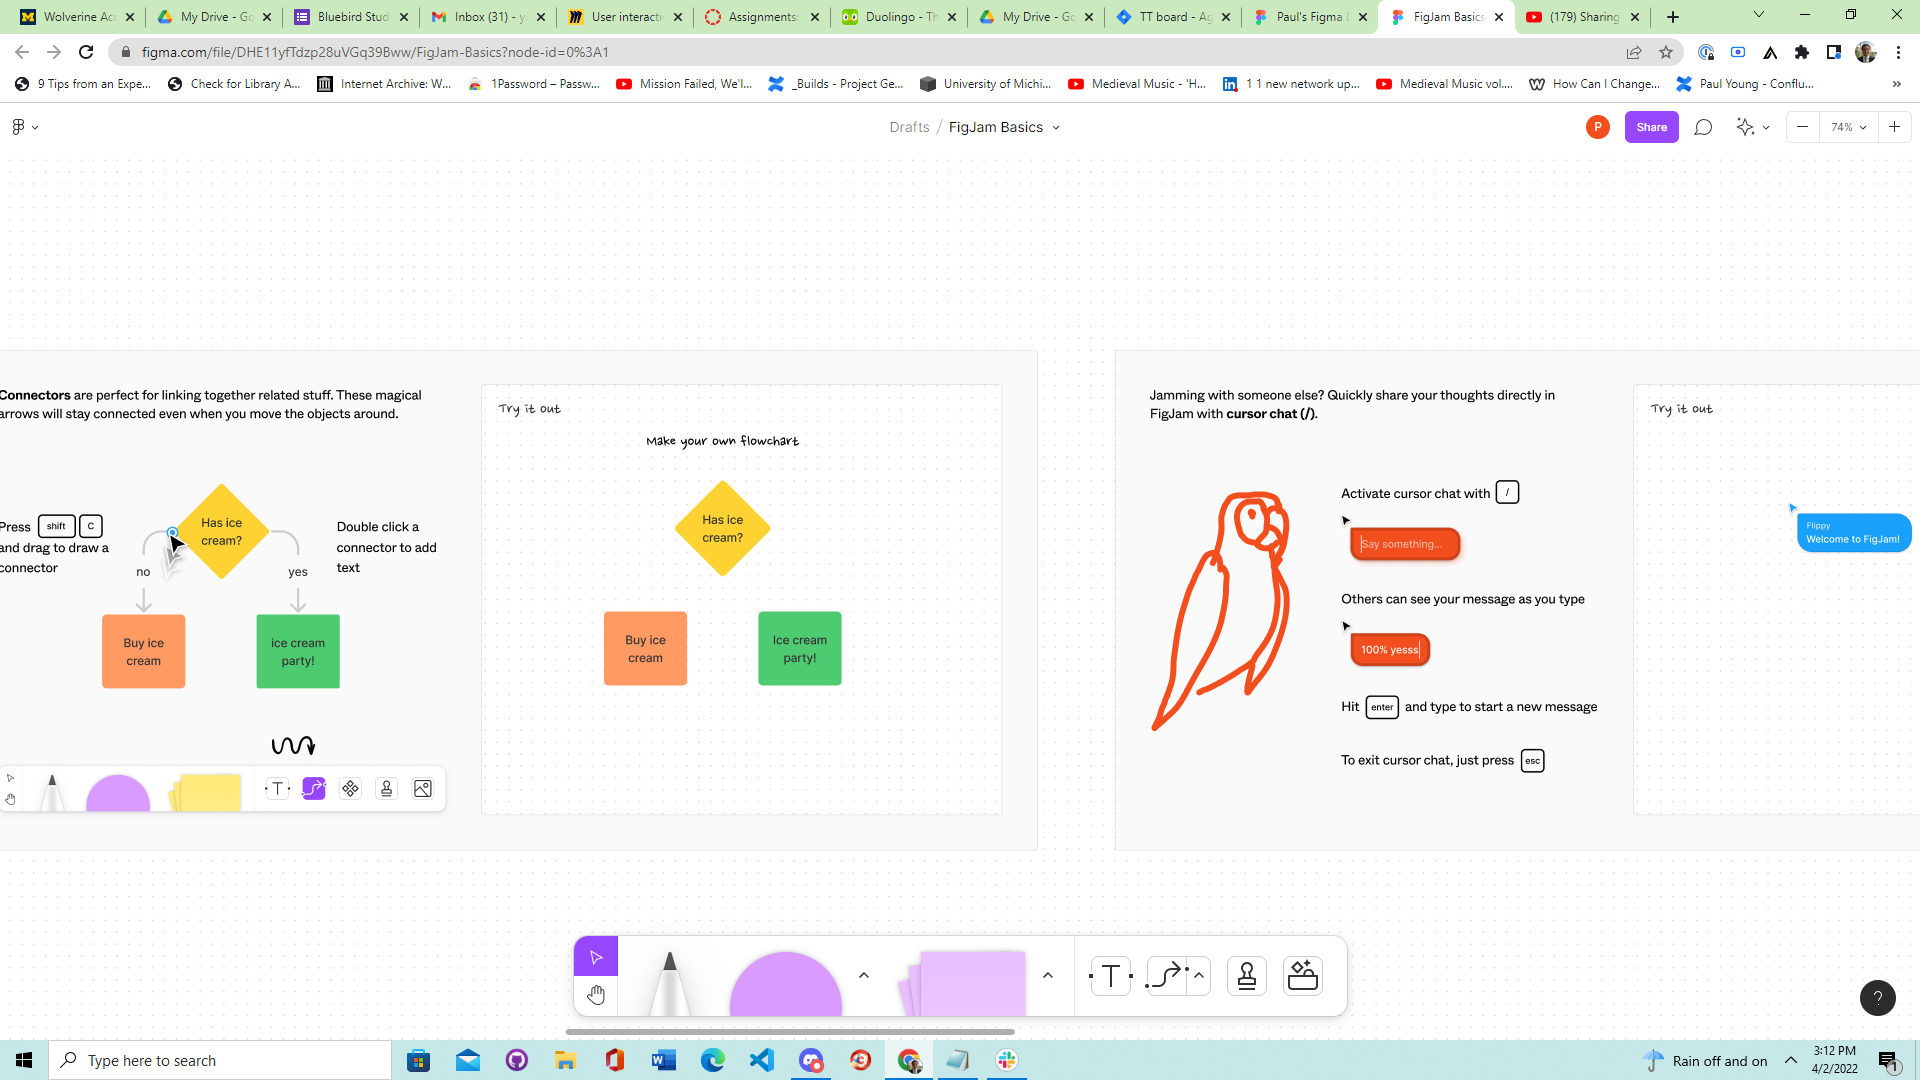 Wolverine Acc
My Drive - Go
Bluebird Stud
Inbox (31) - y
User interacti
Assignments:
Duolingo - Th
My Drive - Go
TT board - Ag
Paul's Figma
FigJam Basics
(179) Sharing
figma.com/file/DHE11yfTdzp28uVGq39Bww/FigJam-Basics?node-id=0%3A1
9 Tips from an Expe...
Check for Library A...
Internet Archive: W...
1Password – Passw...
Mission Failed, We'l...
_Builds - Project Ge...
University of Michi...
Medieval Music - 'H...
1 1 new network up...
Medieval Music vol....
How Can I Change...
Paul Young - Conflu...
»
Drafts / FigJam Basics
P
Share
74%
Connectors are perfect for linking together related stuff. These magical
arrows will stay connected even when you move the objects around.
Press shift C
and drag to draw a
connector
Has ice
cream?
no
yes
Double click a
connector to add
text
Buy ice
cream
ice cream
party!
T
Try it out
Make your own flowchart
Has ice
cream?
Buy ice
cream
Ice cream
party!
Jamming with someone else? Quickly share your thoughts directly in
FigJam with cursor chat (/).
Activate cursor chat with /
Say something...
Others can see your message as you type
100% yesss
Hit enter and type to start a new message
To exit cursor chat, just press esc
Try it out
Flippy
Welcome to FigJam!
T
?
Type here to search
Rain off and on
3:12 PM
4/2/2022
1